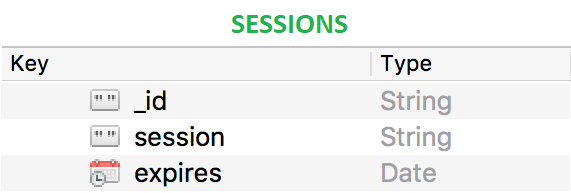 SESSIONS
Key Type
_id String
session String
expires Date